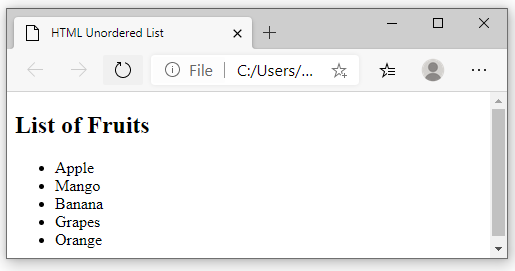 HTML Unordered List
File
C:/Users/...
List of Fruits
Apple
Mango
Banana
Grapes
Orange